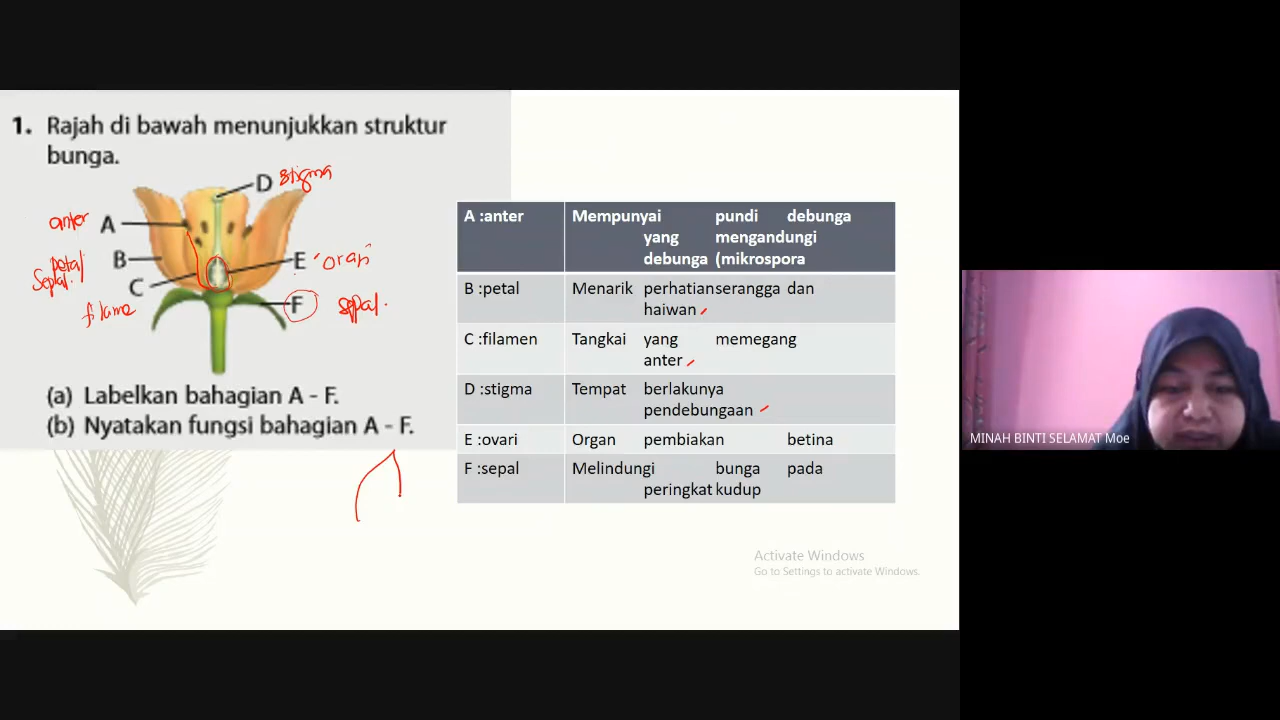 1. Rajah di bawah menunjukkan struktur
bunga.
D stigma
anter A
B
petal
E ovari
Sepal.
C
F sepal.
(a) Labelkan bahagian A - F.
(b) Nyatakan fungsi bahagian A - F.
A :anter Mempunyai pundi debunga
yang mengandungi
debunga (mikrospora
B :petal Menarik perhatianserangga dan
haiwan
C :filamen Tangkai yang memegang
anter
D :stigma Tempat berlakunya
pendebungaan
E :ovari Organ pembiakan betina
F :sepal Melindungi bunga pada
peringkat kudup
MINAH BINTI SELAMAT Moe
Activate Windows
Go to Settings to activate Windows.